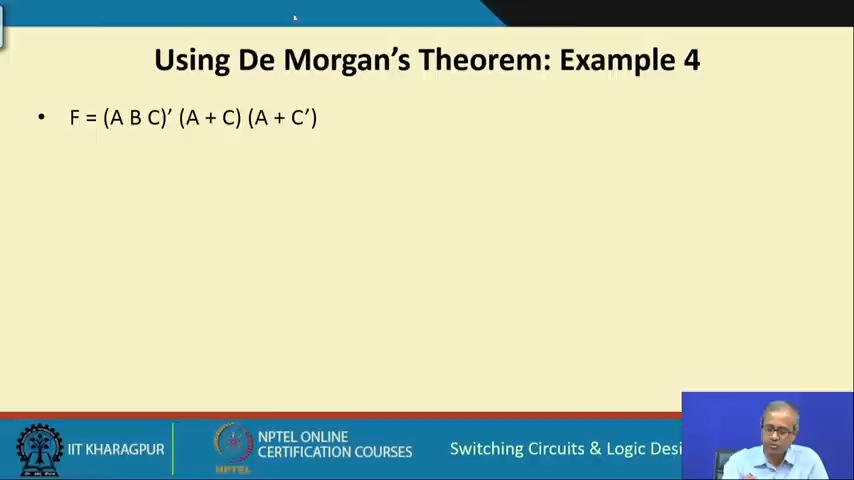 Using De Morgan’s Theorem: Example 4
• F = (A B C)’ (A + C) (A + C’)
IIT KHARAGPUR
NPTEL ONLINE
CERTIFICATION COURSES
NPTEL
Switching Circuits & Logic Desi